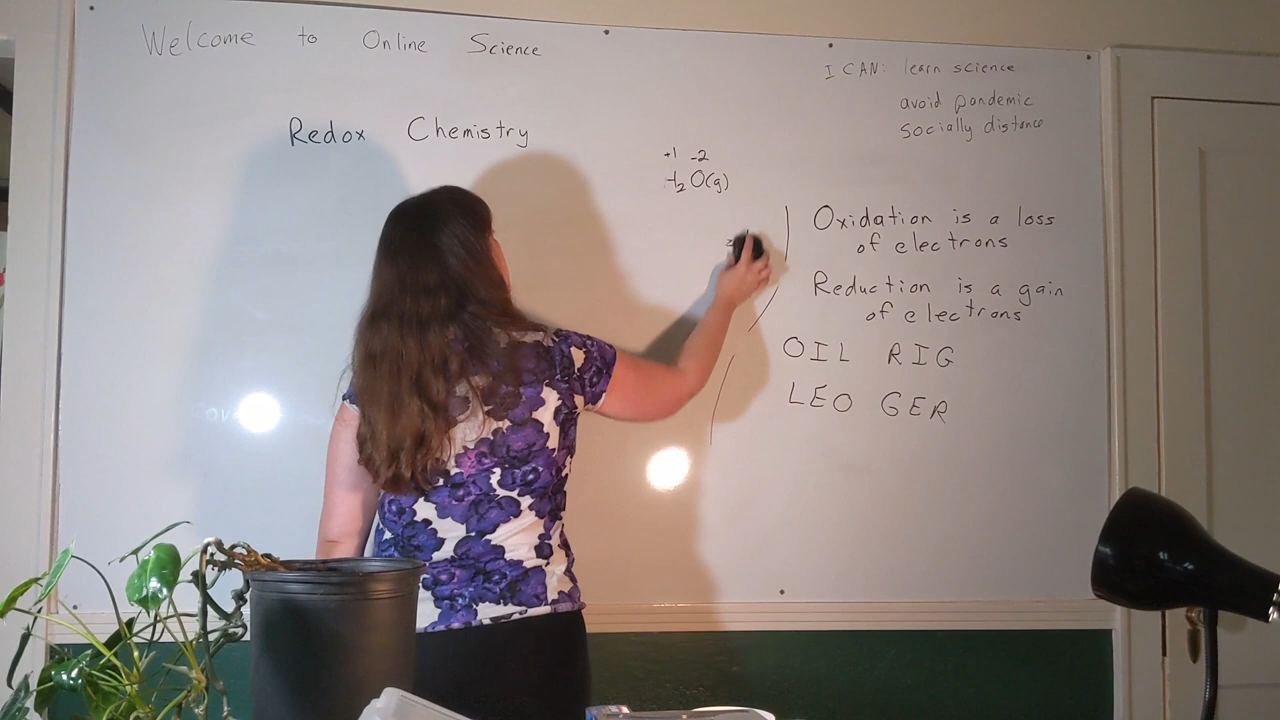 Welcome to Online Science
I CAN: learn science
avoid pandemic
socially distance
Redox Chemistry
+1 -2
H₂O(g)
Oxidation is a loss
of electrons
Reduction is a gain
of electrons
OIL RIG
LEO GER